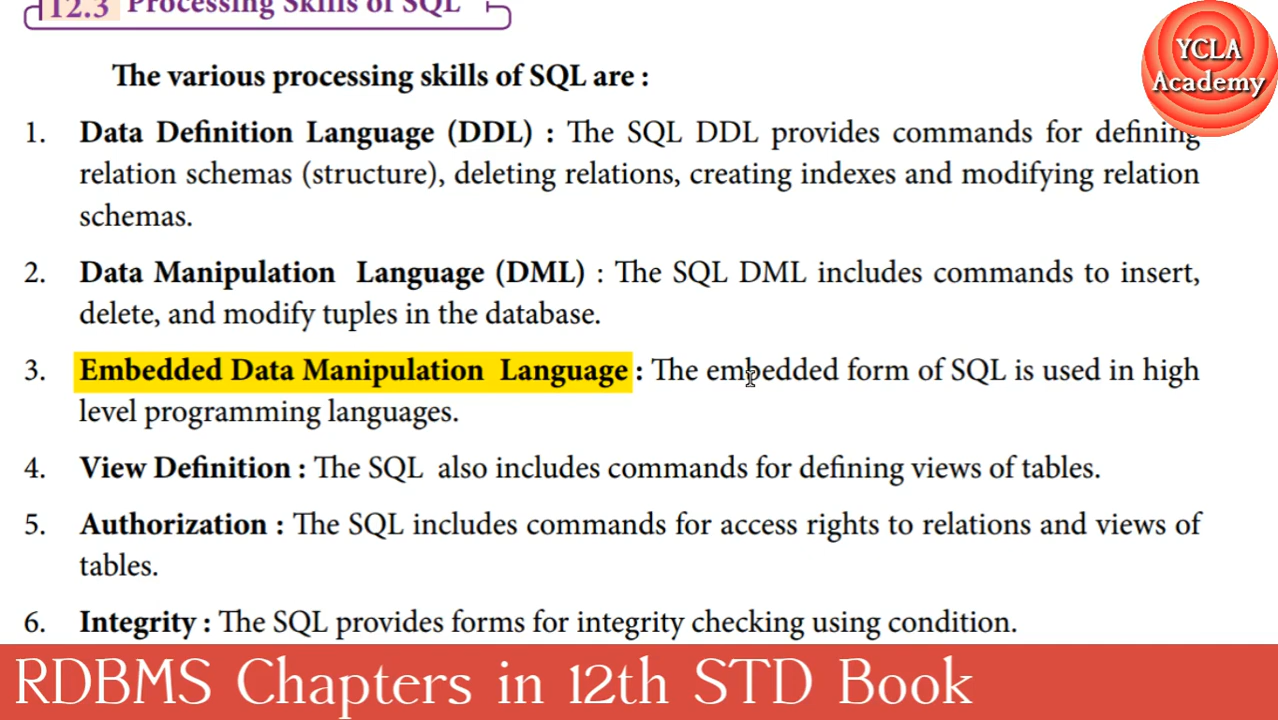 12.3 Processing Skills of SQL
YCLA
Academy
The various processing skills of SQL are :
1. Data Definition Language (DDL) : The SQL DDL provides commands for defining
relation schemas (structure), deleting relations, creating indexes and modifying relation
schemas.
2. Data Manipulation Language (DML) : The SQL DML includes commands to insert,
delete, and modify tuples in the database.
3. Embedded Data Manipulation Language : The embedded form of SQL is used in high
level programming languages.
4. View Definition : The SQL also includes commands for defining views of tables.
5. Authorization : The SQL includes commands for access rights to relations and views of
tables.
6. Integrity : The SQL provides forms for integrity checking using condition.
RDBMS Chapters in 12th STD Book